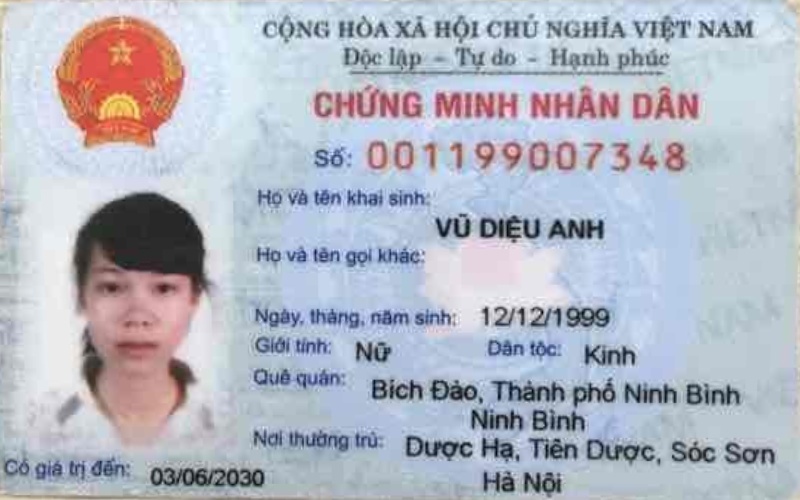 CỘNG HÒA XÃ HỘI CHỦ NGHĨA VIỆT NAM
Độc lập – Tự do – Hạnh phúc
CHỨNG MINH NHÂN DÂN
Số: 001199007348
Họ và tên khai sinh:
VŨ DIỆU ANH
Họ và tên gọi khác:
Ngày, tháng, năm sinh: 12/12/1999
Giới tính: Nữ Dân tộc: Kinh
Quê quán: Bích Đào, Thành phố Ninh Bình
Ninh Bình
Nơi thường trú: Dược Hạ, Tiên Dược, Sóc Sơn
Hà Nội
Có giá trị đến: 03/06/2030